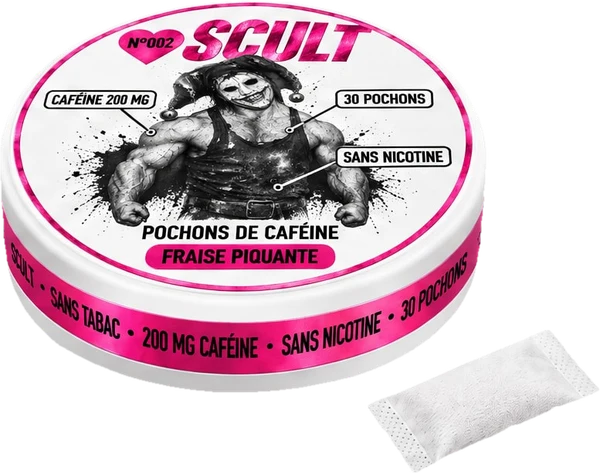 N°002
SCULT
CAFÉINE 200 MG
30 POCHONS
SANS NICOTINE
POCHONS DE CAFÉINE
FRAISE PIQUANTE
SCULT • SANS TABAC • 200 MG CAFÉINE • SANS NICOTINE • 30 POCHONS •